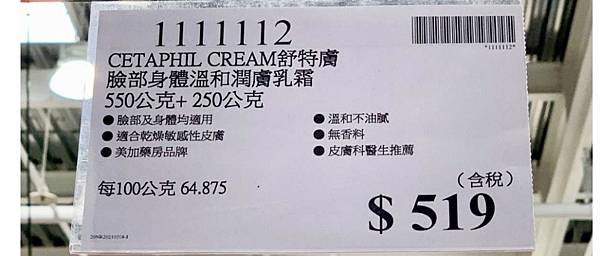 1111112
*1111112*
CETAPHIL CREAM舒特膚
臉部身體溫和潤膚乳霜
550公克+ 250公克
●臉部及身體均適用
●溫和不油膩
●適合乾燥敏感性皮膚
●無香料
●美加藥房品牌
●皮膚科醫生推薦
每100公克 64.875
（含稅）
$ 519